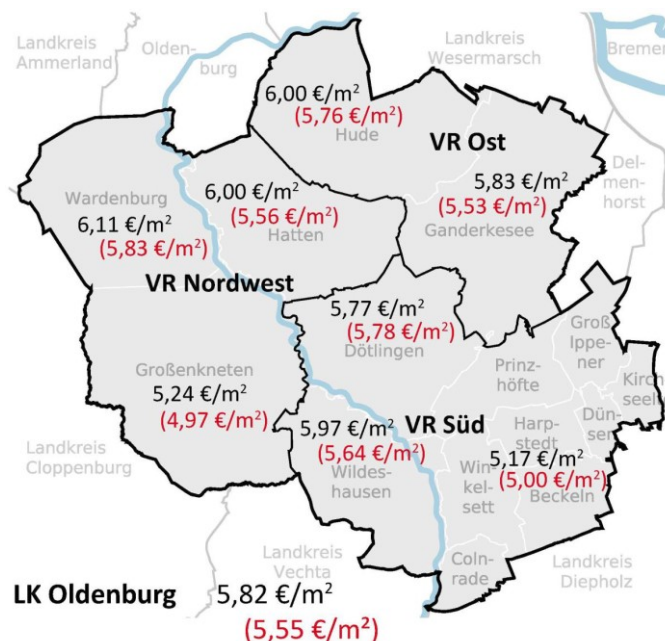 Landkreis
Ammerland
Olden-
burg
Landkreis
Wesermarsch
Bremen
6,00 €/m²
(5,76 €/m²)
Hude
VR Ost
Del-
men-
horst
Wardenburg
6,11 €/m²
(5,83 €/m²)
6,00 €/m²
(5,56 €/m²)
Hatten
5,83 €/m²
(5,53 €/m²)
Ganderkesee
VR Nordwest
5,77 €/m²
(5,78 €/m²)
Dötlingen
Prinz-
höfte
Groß
Ippe-
ner
Kirch
seelt
Großenkneten
5,24 €/m²
(4,97 €/m²)
5,97 €/m²
(5,64 €/m²)
Wildes-
hausen
VR Süd
Harp-
stedt
Dün-
sen
5,17 €/m²
(5,00 €/m²)
Beckeln
Win-
kel-
sett
Landkreis
Cloppenburg
Coln-
rade
Landkreis
Vechta
Landkreis
Diepholz
LK Oldenburg
5,82 €/m²
(5,55 €/m²)